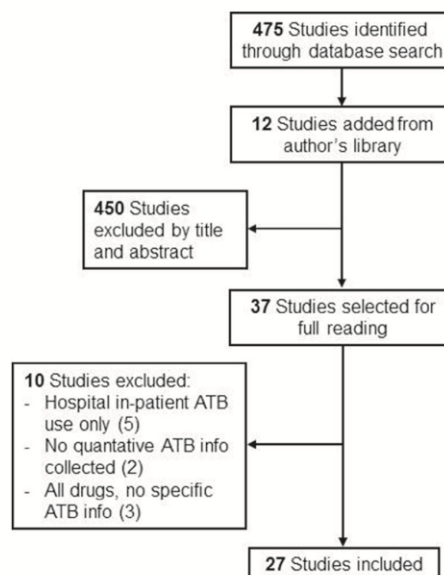 475 Studies identified
through database search
12 Studies added from
author's library
450 Studies
excluded by title
and abstract
37 Studies selected for
full reading
10 Studies excluded:
- Hospital in-patient ATB
use only (5)
- No quantative ATB info
collected (2)
- All drugs, no specific
ATB info (3)
27 Studies included